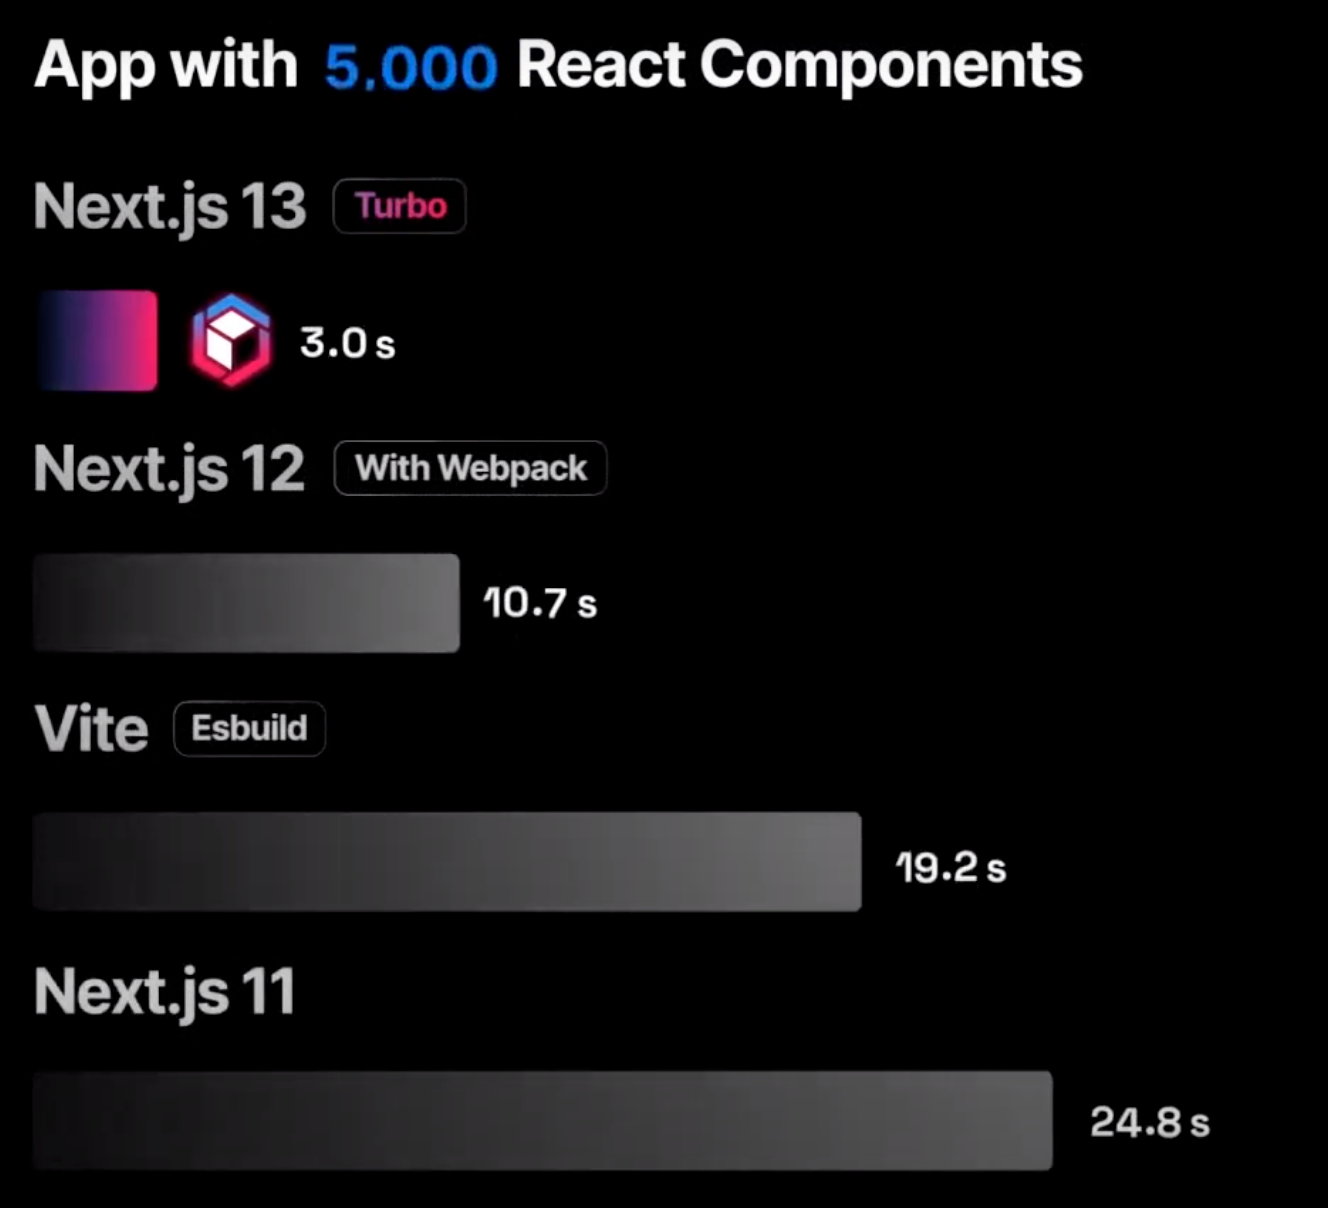 App with 5,000 React Components
Next.js 13 Turbo
3.0 s
Next.js 12 With Webpack
10.7 s
Vite Esbuild
19.2 s
Next.js 11
24.8 s